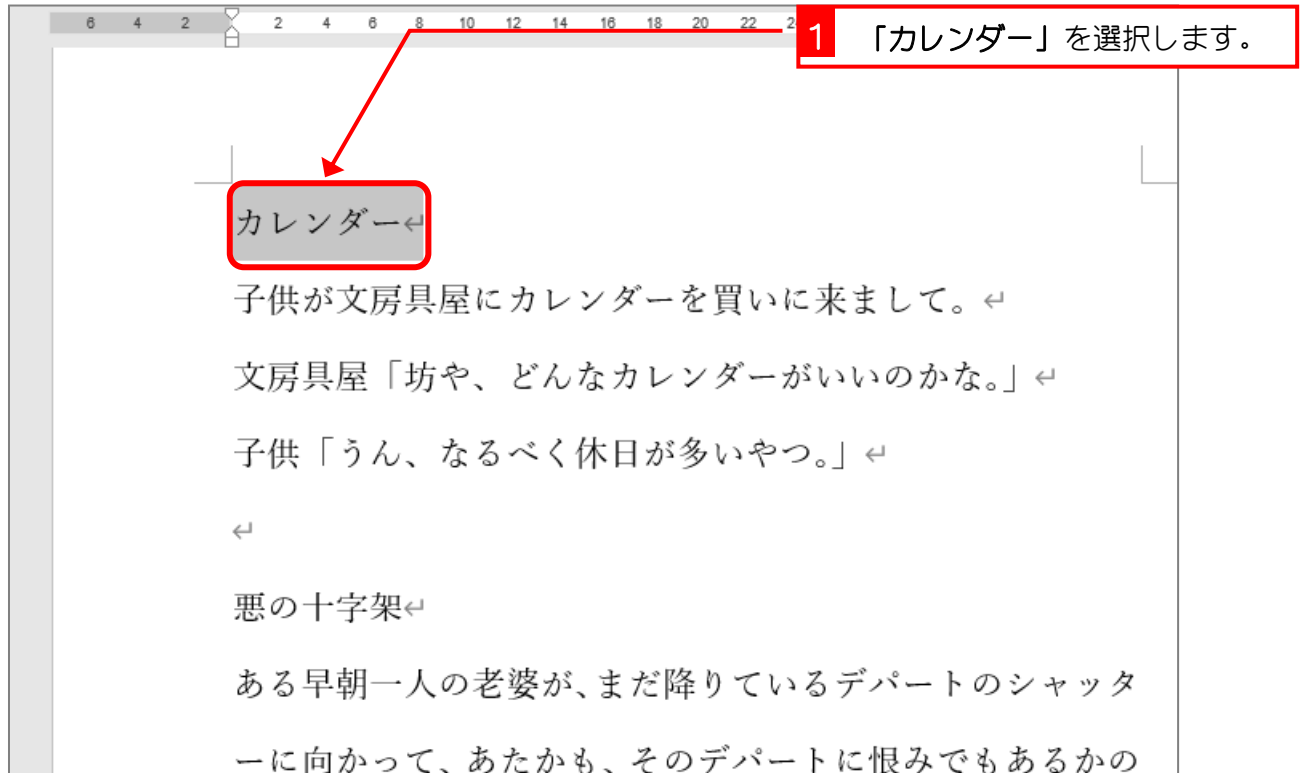 6 4 2 2 4 6 8 10 12 14 16 18 20 22 2
1 「カレンダー」を選択します。
カレンダー↵
子供が文房具屋にカレンダーを買いに来まして。↵
文房具屋「坊や、どんなカレンダーがいいのかな。」↵
子供「うん、なるべく休日が多いやつ。」↵
↵
悪の十字架↵
ある早朝一人の老婆が、まだ降りているデパートのシャッタ
ーに向かって、あたかも、そのデパートに恨みでもあるかの